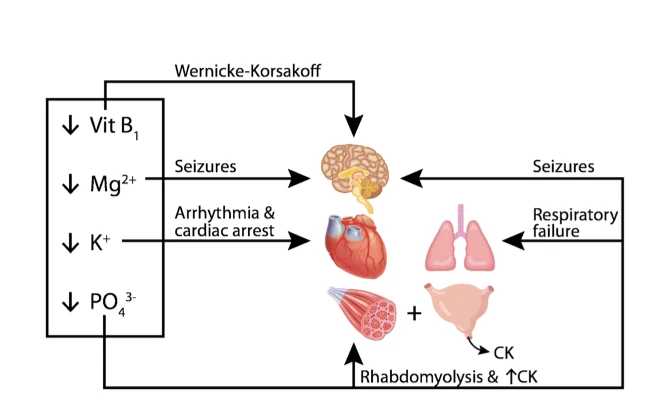 Wernicke-Korsakoff
↓ Vit B₁
Seizures
Seizures
↓ Mg²⁺
Arrhythmia &
cardiac arrest
Respiratory
failure
↓ K⁺
↓ PO₄³⁻
+
CK
Rhabdomyolysis & ↑CK